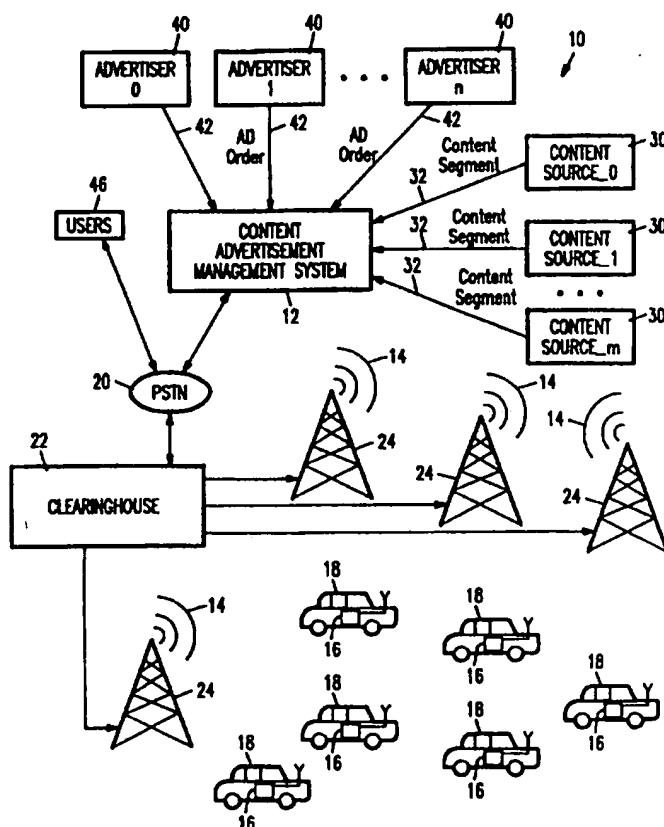 40
40
40
10
ADVERTISER
0
ADVERTISER
1
• • •
ADVERTISER
n
42
42
42
AD
Order
AD
Order
Content
Segment
32
CONTENT
SOURCE_0
30
46
USERS
CONTENT
ADVERTISEMENT
MANAGEMENT SYSTEM
12
Content
32
Segment
CONTENT
SOURCE_1
30
32
Content
Segment
• • • •
CONTENT
SOURCE_m
30
20
PSTN
14
14
14
22
CLEARINGHOUSE
24
24
24
14
24
18
16
18
16
18
16
18
16
18
16
18
16